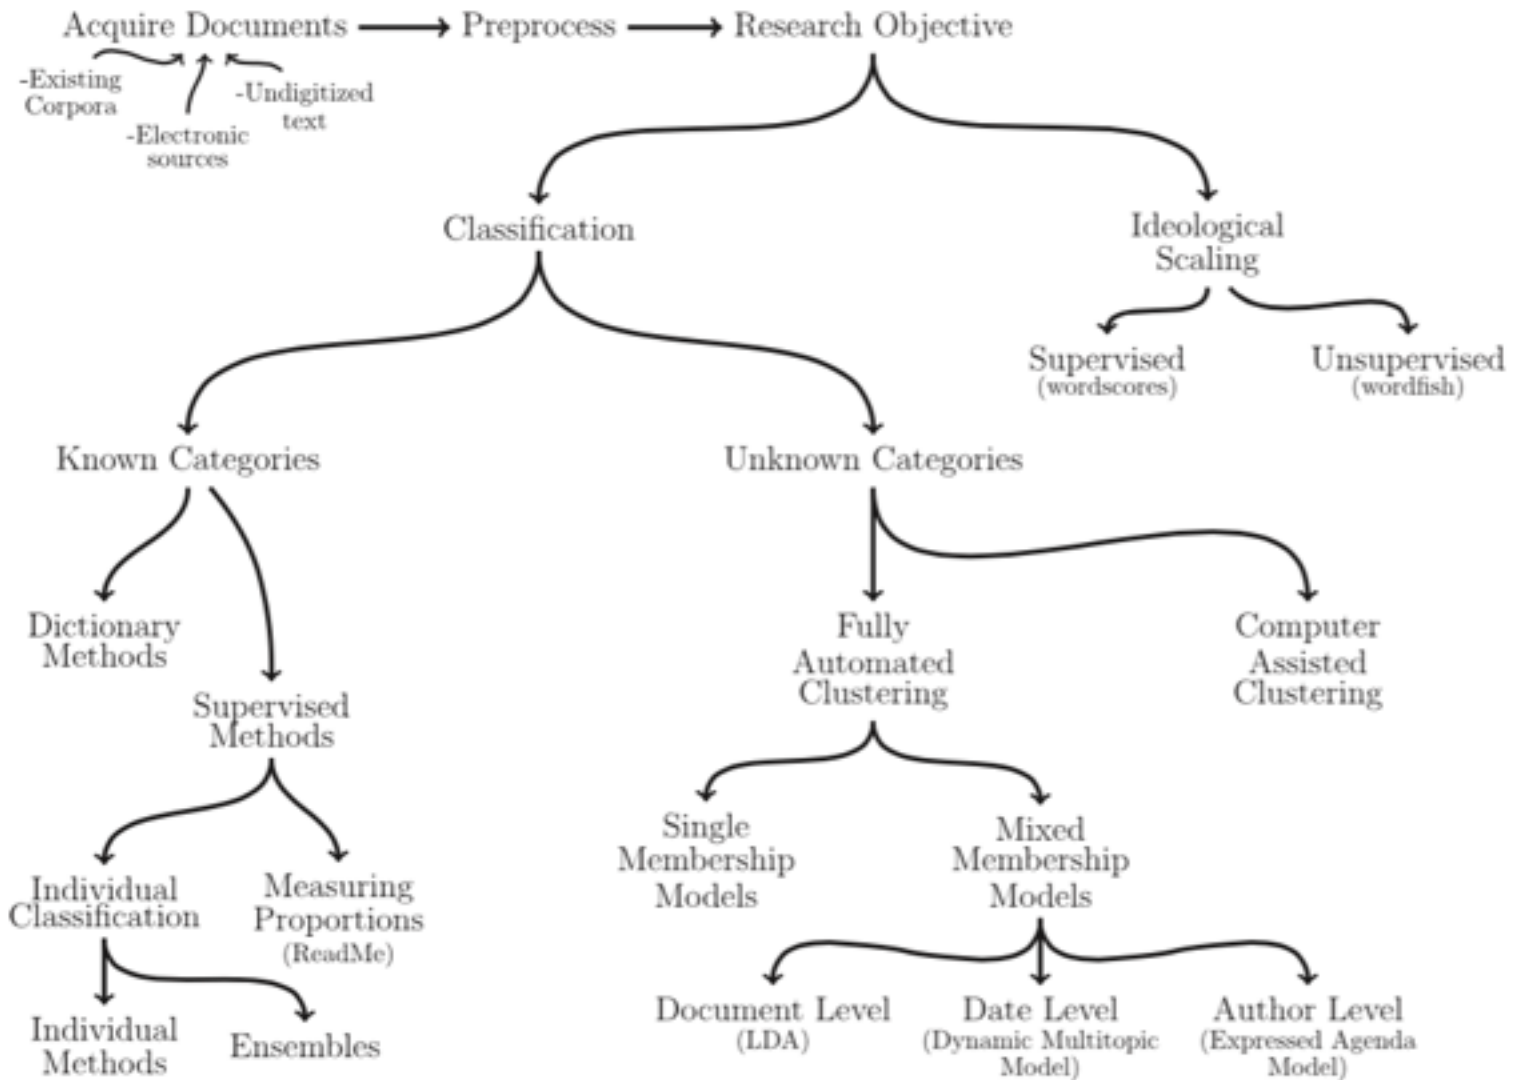 Acquire Documents Preprocess Research Objective
-Existing
Corpora
-Undigitized
text
-Electronic
sources
Classification
Ideological
Scaling
Supervised
(wordscores)
Unsupervised
(wordfish)
Known Categories
Unknown Categories
Dictionary
Methods
Fully
Automated
Clustering
Computer
Assisted
Clustering
Supervised
Methods
Single
Membership
Models
Mixed
Membership
Models
Individual
Classification
Measuring
Proportions
(ReadMe)
Individual
Methods
Ensembles
Document Level
(LDA)
Date Level
(Dynamic Multitopic
Model)
Author Level
(Expressed Agenda
Model)